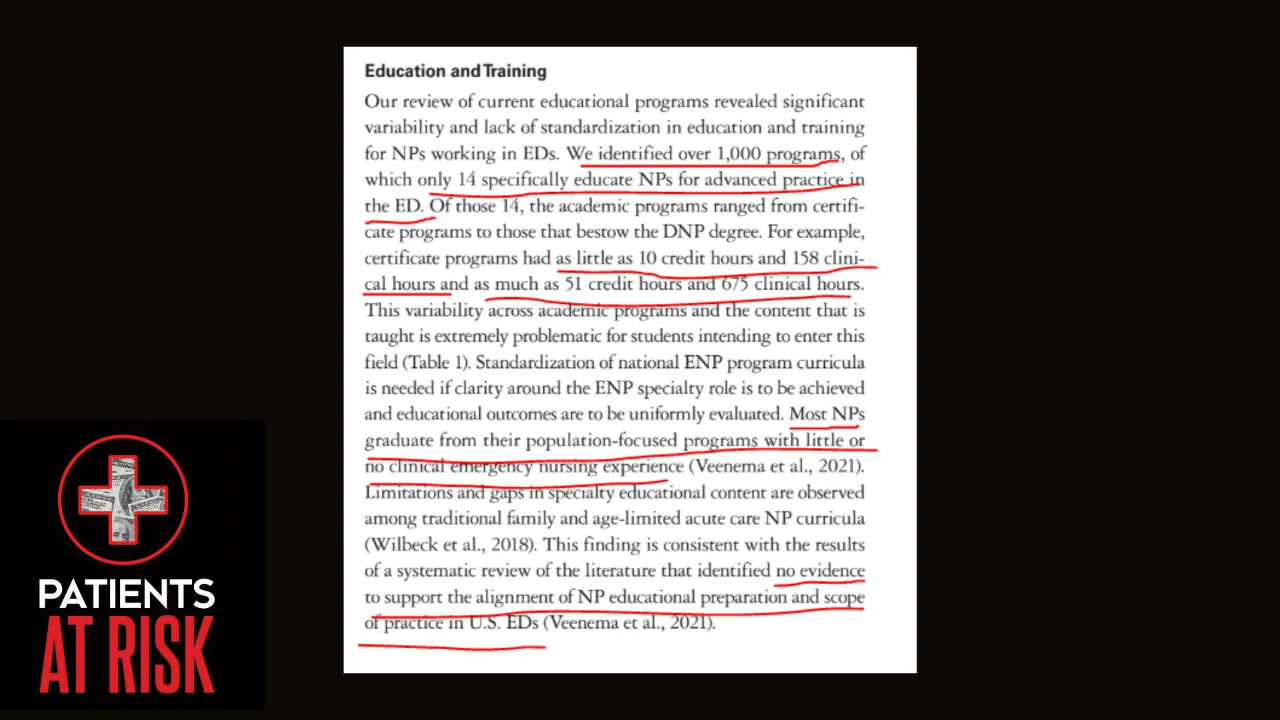 Education and Training
Our review of current educational programs revealed significant
variability and lack of standardization in education and training
for NPs working in EDs. We identified over 1,000 programs, of
which only 14 specifically educate NPs for advanced practice in
the ED. Of those 14, the academic programs ranged from certifi-
cate programs to those that bestow the DNP degree. For example,
certificate programs had as little as 10 credit hours and 158 clini-
cal hours and as much as 51 credit hours and 675 clinical hours.
This variability across academic programs and the content that is
taught is extremely problematic for students intending to enter this
field (Table 1). Standardization of national ENP program curricula
is needed if clarity around the ENP specialty role is to be achieved
and educational outcomes are to be uniformly evaluated. Most NPs
graduate from their population-focused programs with little or
no clinical emergency nursing experience (Veenema et al., 2021).
Limitations and gaps in specialty educational content are observed
among traditional family and age-limited acute care NP curricula
(Wilbeck et al., 2018). This finding is consistent with the results
of a systematic review of the literature that identified no evidence
to support the alignment of NP educational preparation and scope
of practice in U.S. EDs (Veenema et al., 2021).
PATIENTS
AT RISK